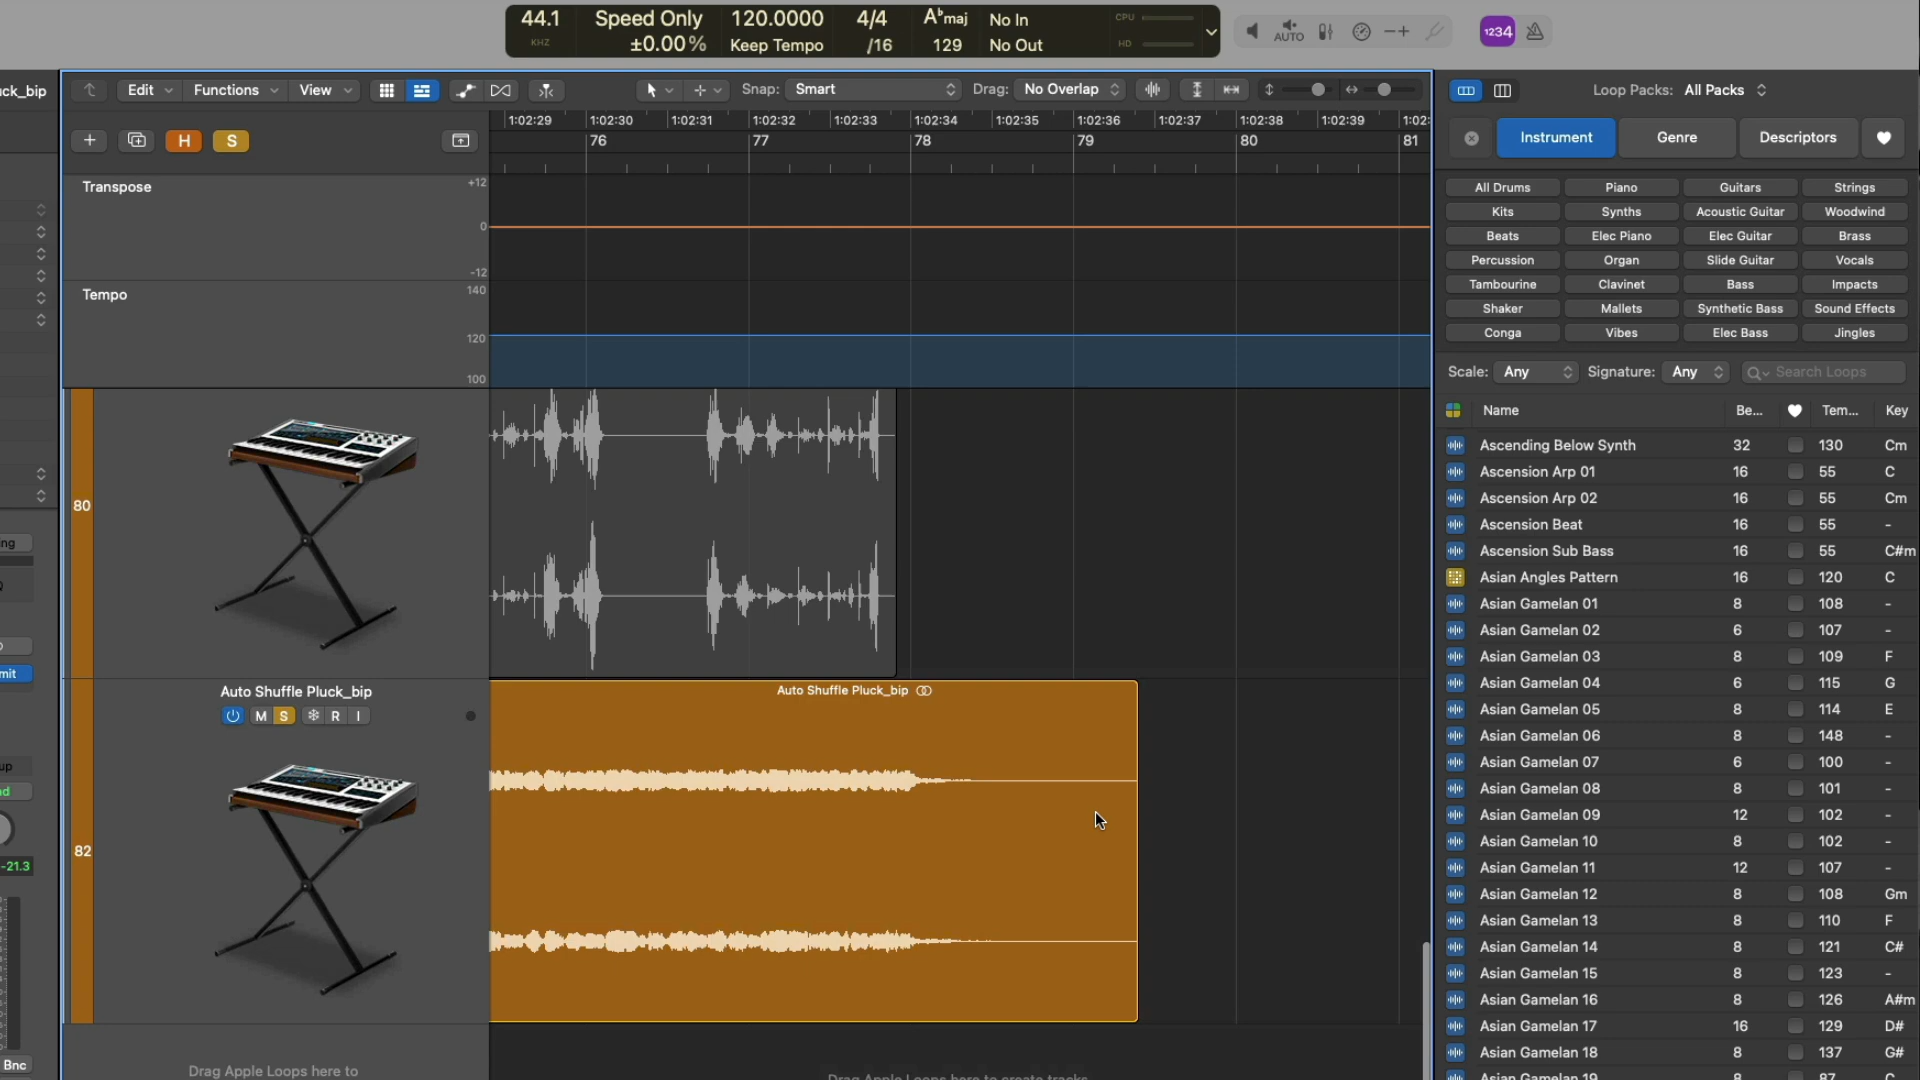 44.1
KHZ
Speed Only
±0.00%
120.0000
Keep Tempo
4/4
/16
A♭maj
129
No In
No Out
CPU
HD
AUTO
1234
uck_bip
Edit
Functions
View
Snap: Smart
Drag: No Overlap
Loop Packs: All Packs
H
S
1:02:29 1:02:30 1:02:31 1:02:32 1:02:33 1:02:34 1:02:35 1:02:36 1:02:37 1:02:38 1:02:39 1:02:
76 77 78 79 80 81
Instrument
Genre
Descriptors
Transpose
+12
0
-12
Tempo
140
120
100
All Drums Piano Guitars Strings
Kits Synths Acoustic Guitar Woodwind
Beats Elec Piano Elec Guitar Brass
Percussion Organ Slide Guitar Vocals
Tambourine Clavinet Bass Impacts
Shaker Mallets Synthetic Bass Sound Effects
Conga Vibes Elec Bass Jingles
Scale: Any Signature: Any Search Loops
Name Be... Tem... Key
Ascending Below Synth 32 130 Cm
Ascension Arp 01 16 55 C
Ascension Arp 02 16 55 Cm
Ascension Beat 16 55 -
Ascension Sub Bass 16 55 C#m
Asian Angles Pattern 16 120 C
Asian Gamelan 01 8 108 -
Asian Gamelan 02 6 107 -
Asian Gamelan 03 8 109 F
Asian Gamelan 04 6 115 G
Asian Gamelan 05 8 114 E
Asian Gamelan 06 8 148 -
Asian Gamelan 07 6 100 -
Asian Gamelan 08 8 101 -
Asian Gamelan 09 12 102 -
Asian Gamelan 10 8 102 -
Asian Gamelan 11 12 107 -
Asian Gamelan 12 8 108 Gm
Asian Gamelan 13 8 110 F
Asian Gamelan 14 8 121 C#
Asian Gamelan 15 8 123 -
Asian Gamelan 16 8 126 A#m
Asian Gamelan 17 16 129 D#
Asian Gamelan 18 8 137 G#
Asian Gamelan 19 8 87 C
80
Auto Shuffle Pluck_bip
M S R I
82
Auto Shuffle Pluck_bip
ing
mit
up
nd
-21.3
Bnc
Drag Apple Loops here to
Drag Apple Loops here to create tracks